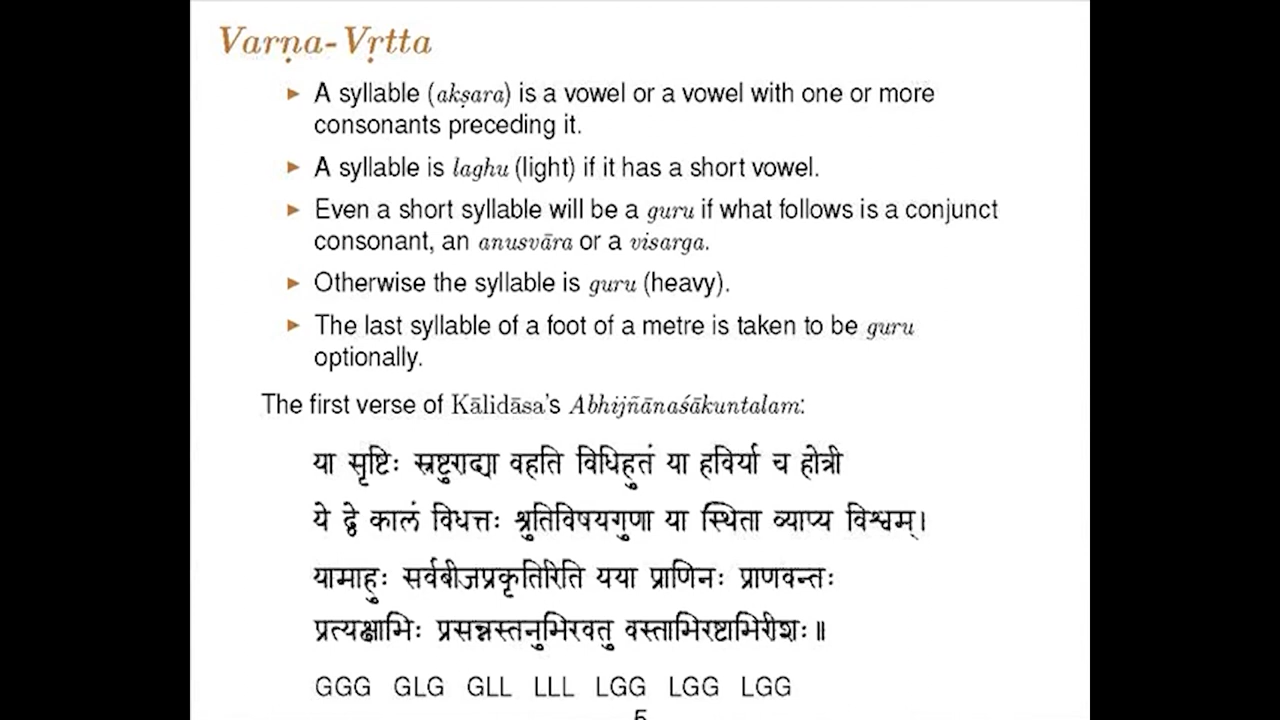 Varṇa-Vṛtta
▶ A syllable (akṣara) is a vowel or a vowel with one or more
consonants preceding it.
▶ A syllable is laghu (light) if it has a short vowel.
▶ Even a short syllable will be a guru if what follows is a conjunct
consonant, an anusvāra or a visarga.
▶ Otherwise the syllable is guru (heavy).
▶ The last syllable of a foot of a metre is taken to be guru
optionally.
The first verse of Kālidāsa's Abhijñānaśākuntalam:
या सृष्टिः स्रष्टुराद्या वहति विधिहुतं या हविर्या च होत्री
ये द्वे कालं विधत्तः श्रुतिविषयगुणा या स्थिता व्याप्य विश्वम्।
यामाहुः सर्वबीजप्रकृतिरिति यया प्राणिनः प्राणवन्तः
प्रत्यक्षाभिः प्रसन्नस्तनुभिरवतु वस्ताभिरष्टाभिरीशः॥
GGG GLG GLL LLL LGG LGG LGG
5